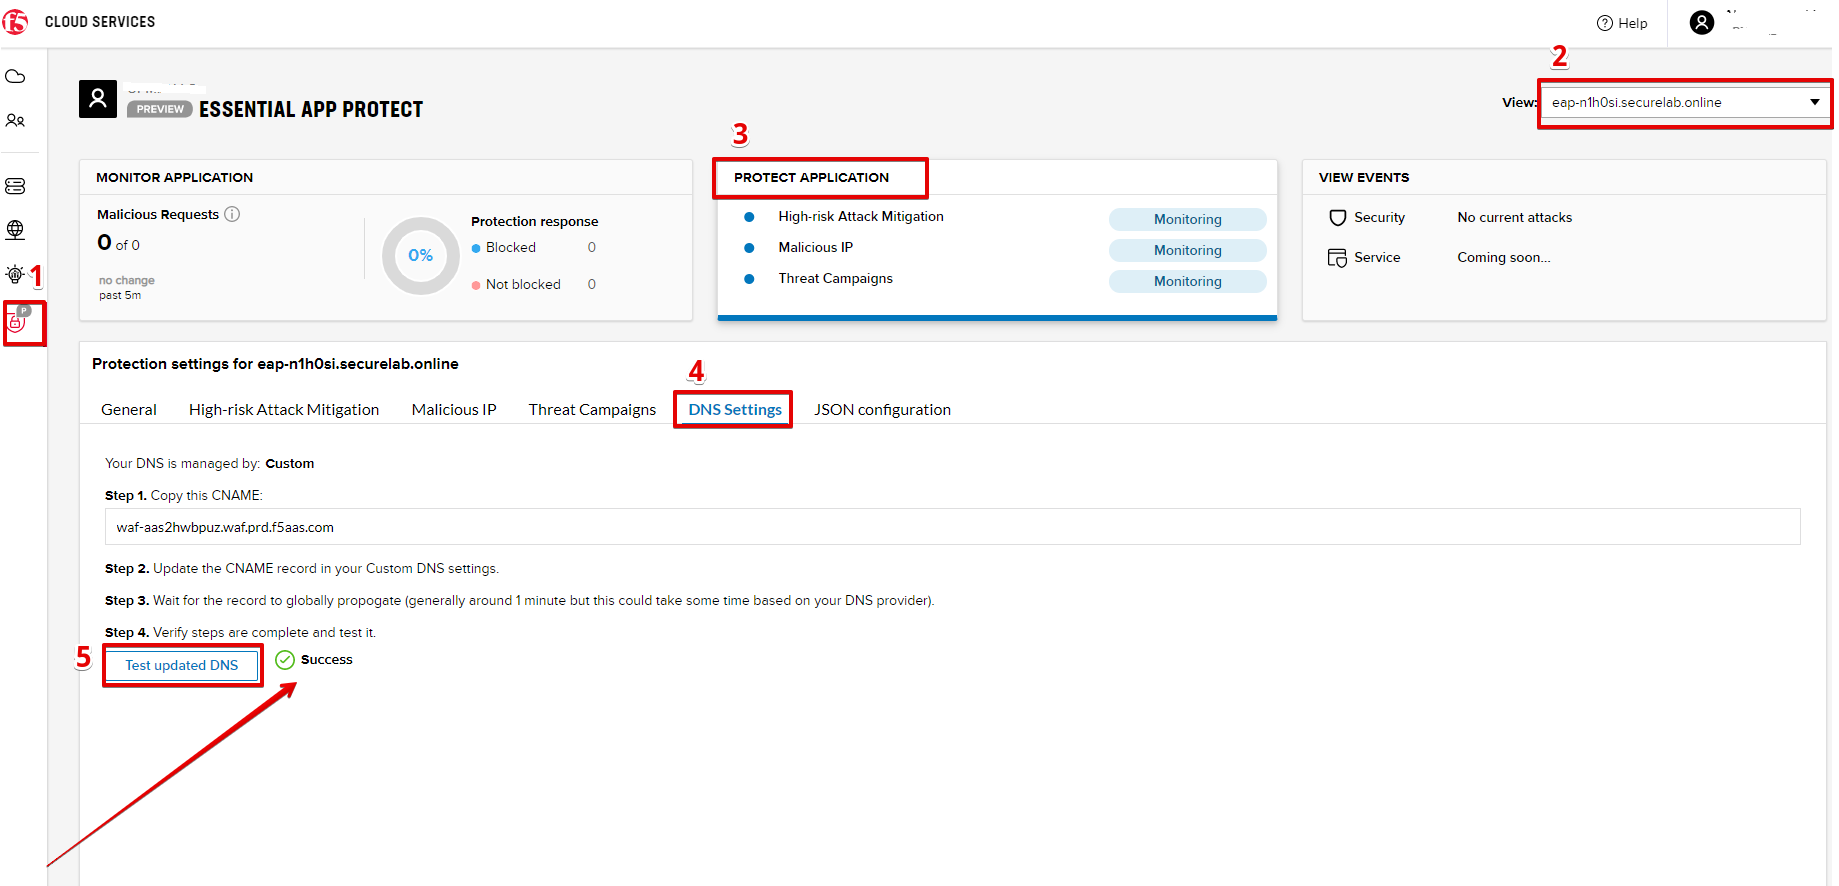 f5 CLOUD SERVICES
Help
2
PREVIEW ESSENTIAL APP PROTECT
View: eap-n1h0si.securelab.online
3
MONITOR APPLICATION
Malicious Requests
0 of 0
no change
past 5m
0%
Protection response
Blocked 0
Not blocked 0
PROTECT APPLICATION
High-risk Attack Mitigation Monitoring
Malicious IP Monitoring
Threat Campaigns Monitoring
VIEW EVENTS
Security No current attacks
Service Coming soon...
1
P
Protection settings for eap-n1h0si.securelab.online
4
General High-risk Attack Mitigation Malicious IP Threat Campaigns DNS Settings JSON configuration
Your DNS is managed by: Custom
Step 1. Copy this CNAME:
waf-aas2hwbpuz.waf.prd.f5aas.com
Step 2. Update the CNAME record in your Custom DNS settings.
Step 3. Wait for the record to globally propogate (generally around 1 minute but this could take some time based on your DNS provider).
Step 4. Verify steps are complete and test it.
5 Test updated DNS Success